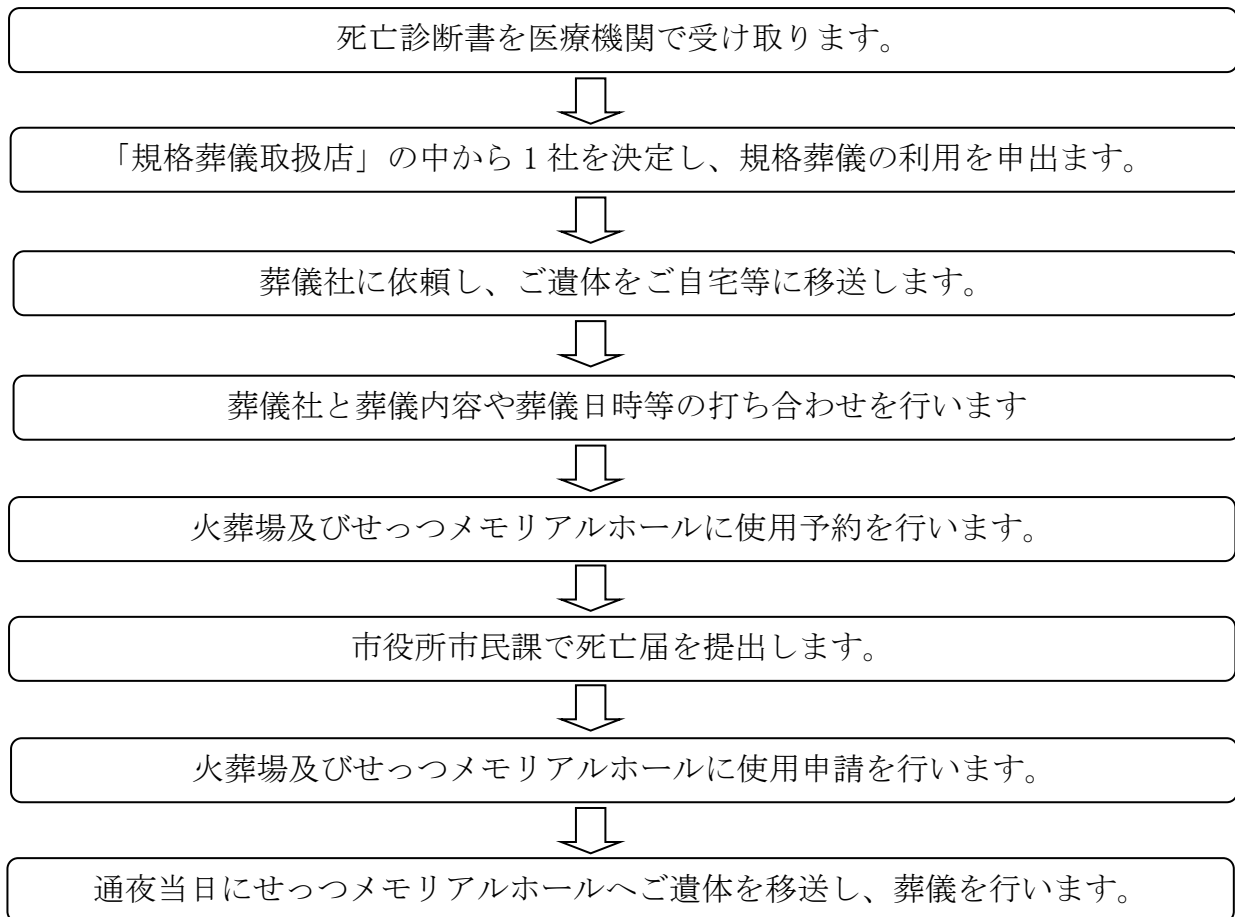 死亡診断書を医療機関で受け取ります。
「規格葬儀取扱店」の中から１社を決定し、規格葬儀の利用を申出ます。
葬儀社に依頼し、ご遺体をご自宅等に移送します。
葬儀社と葬儀内容や葬儀日時等の打ち合わせを行います
火葬場及びせっつメモリアルホールに使用予約を行います。
市役所市民課で死亡届を提出します。
火葬場及びせっつメモリアルホールに使用申請を行います。
通夜当日にせっつメモリアルホールへご遺体を移送し、葬儀を行います。